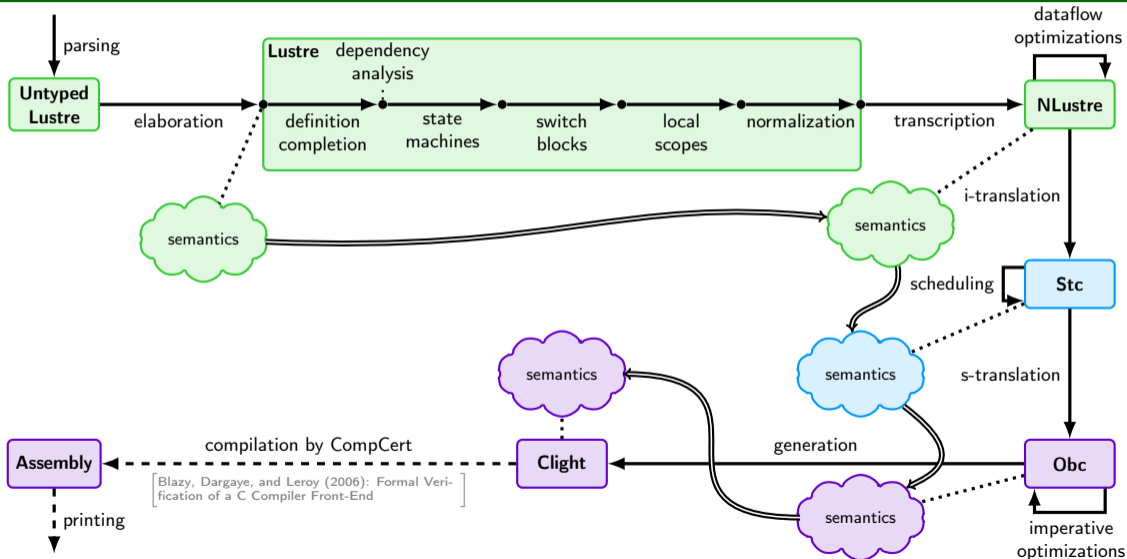 parsing
Untyped
Lustre
elaboration
Lustre
dependency
analysis
definition
completion
state
machines
switch
blocks
local
scopes
normalization
transcription
dataflow
optimizations
NLustre
semantics
semantics
i-translation
scheduling
Stc
semantics
semantics
s-translation
Assembly
compilation by CompCert
Blazy, Dargaye, and Leroy (2006): Formal Veri-
fication of a C Compiler Front-End
Clight
generation
Obc
printing
semantics
imperative
optimizations